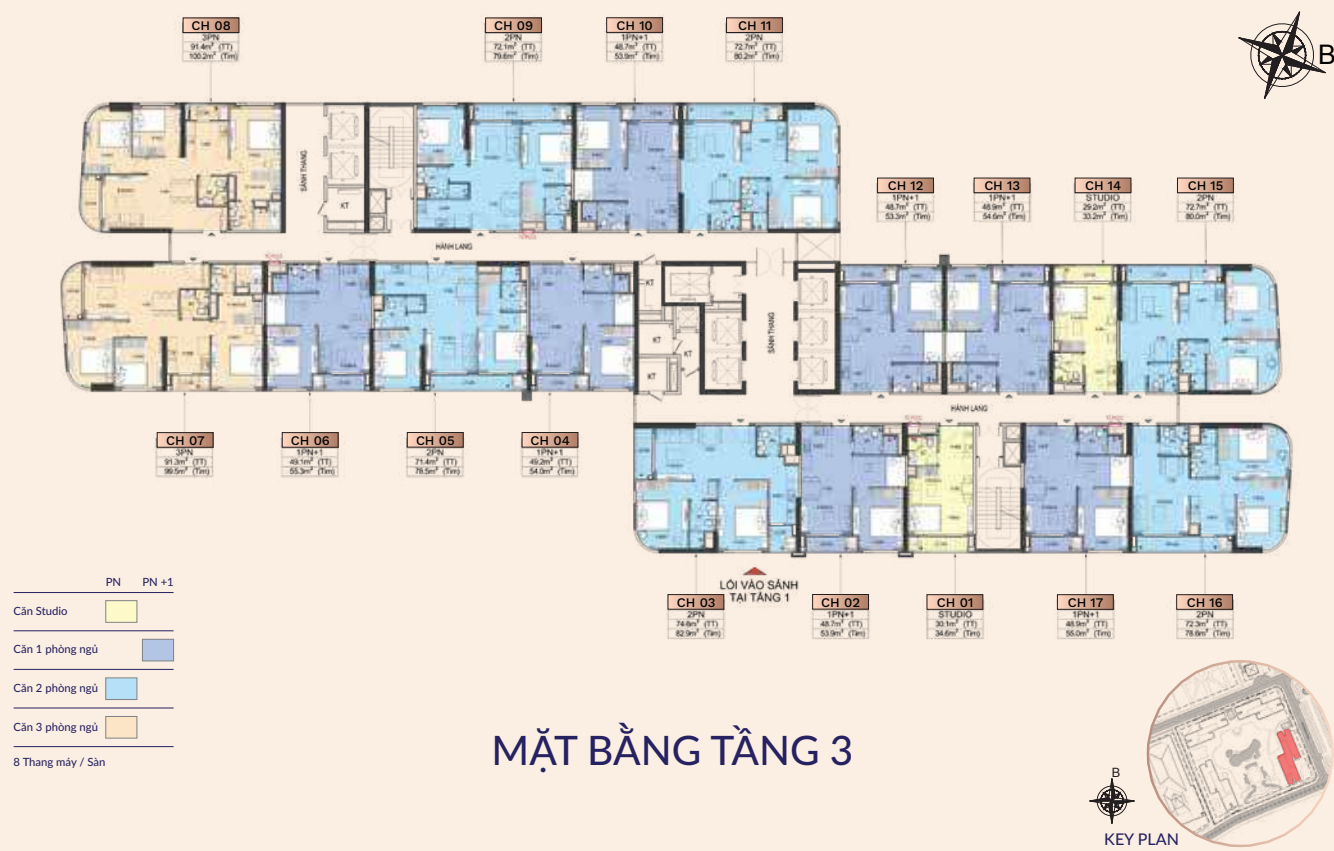 CH 08
3PN
91.4m² (TT)
100.2m² (Tim)
CH 09
2PN
72.1m² (TT)
79.6m² (Tim)
CH 10
1PN+1
48.7m² (TT)
53.9m² (Tim)
CH 11
2PN
72.7m² (TT)
80.2m² (Tim)
B
SẢNH THANG
KT
HÀNH LANG
CH 12
1PN+1
48.7m² (TT)
53.3m² (Tim)
CH 13
1PN+1
48.9m² (TT)
54.6m² (Tim)
CH 14
STUDIO
29.2m² (TT)
33.2m² (Tim)
CH 15
2PN
72.7m² (TT)
80.0m² (Tim)
KT
KT
KT
KT
SẢNH THANG
HÀNH LANG
CH 07
3PN
91.3m² (TT)
99.5m² (Tim)
CH 06
1PN+1
49.1m² (TT)
55.3m² (Tim)
CH 05
2PN
71.4m² (TT)
78.5m² (Tim)
CH 04
1PN+1
49.2m² (TT)
54.0m² (Tim)
LỐI VÀO SẢNH
TẠI TẦNG 1
CH 03
2PN
74.6m² (TT)
82.9m² (Tim)
CH 02
1PN+1
48.7m² (TT)
53.9m² (Tim)
CH 01
STUDIO
30.1m² (TT)
34.6m² (Tim)
CH 17
1PN+1
48.9m² (TT)
55.0m² (Tim)
CH 16
2PN
72.3m² (TT)
78.6m² (Tim)
PN PN +1
Căn Studio
Căn 1 phòng ngủ
Căn 2 phòng ngủ
Căn 3 phòng ngủ
8 Thang máy / Sàn
MẶT BẰNG TẦNG 3
B
KEY PLAN